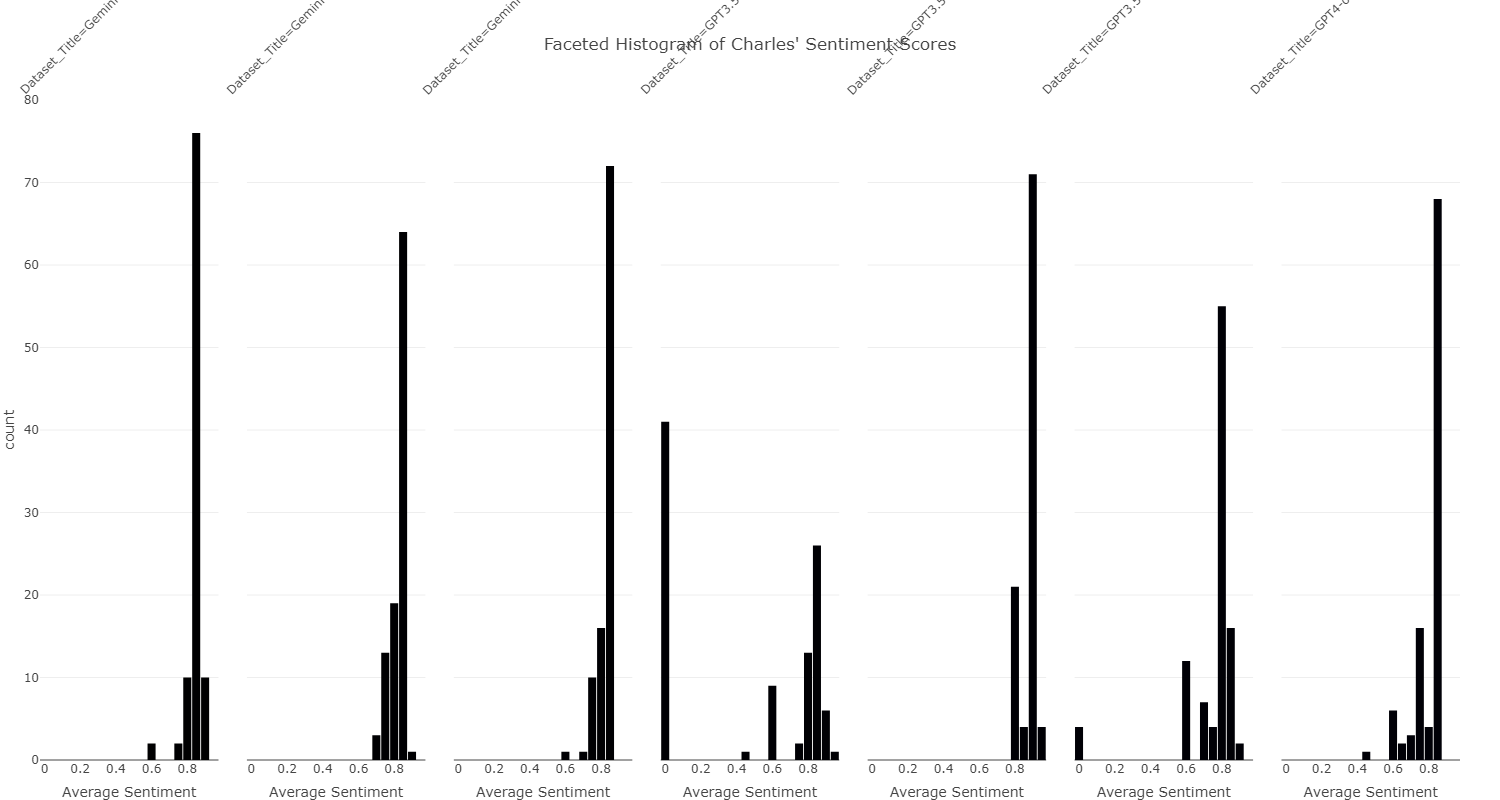 Faceted Histogram of Charles' Sentiment Scores
Dataset_Title=Gemini
Dataset_Title=Gemini
Dataset_Title=Gemini
Dataset_Title=GPT3.5
Dataset_Title=GPT3.5
Dataset_Title=GPT3.5
Dataset_Title=GPT4-
80
70
60
50
40
30
20
10
0
count
0 0.2 0.4 0.6 0.8
0 0.2 0.4 0.6 0.8
0 0.2 0.4 0.6 0.8
0 0.2 0.4 0.6 0.8
0 0.2 0.4 0.6 0.8
0 0.2 0.4 0.6 0.8
0 0.2 0.4 0.6 0.8
Average Sentiment
Average Sentiment
Average Sentiment
Average Sentiment
Average Sentiment
Average Sentiment
Average Sentiment